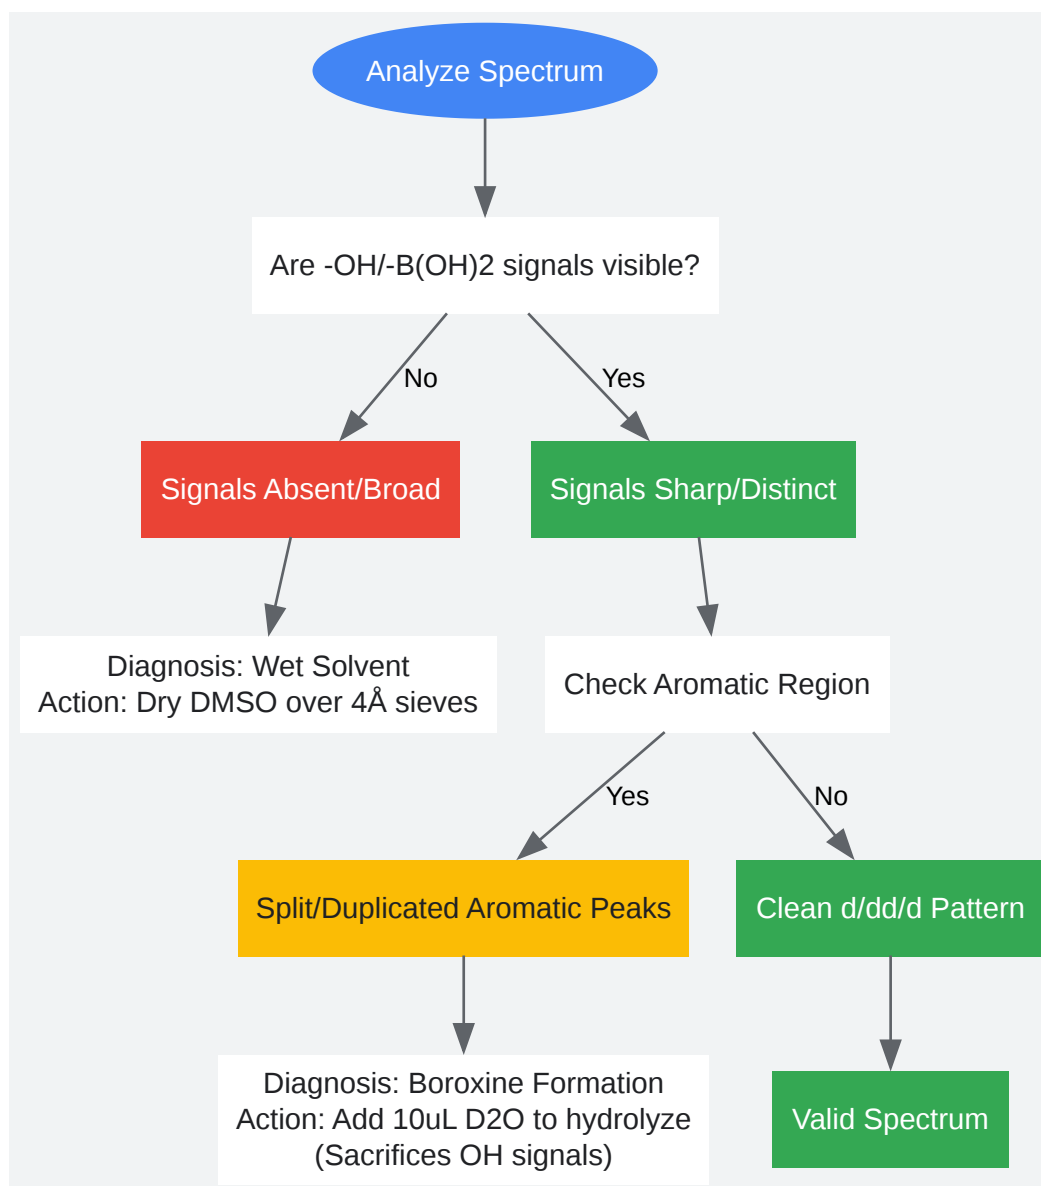 Analyze Spectrum
Are -OH/-B(OH)2 signals visible?
No
Yes
Signals Absent/Broad
Signals Sharp/Distinct
Diagnosis: Wet Solvent
Action: Dry DMSO over 4Å sieves
Check Aromatic Region
Yes
No
Split/Duplicated Aromatic Peaks
Clean d/dd/d Pattern
Diagnosis: Boroxine Formation
Action: Add 10uL D2O to hydrolyze
(Sacrifices OH signals)
Valid Spectrum